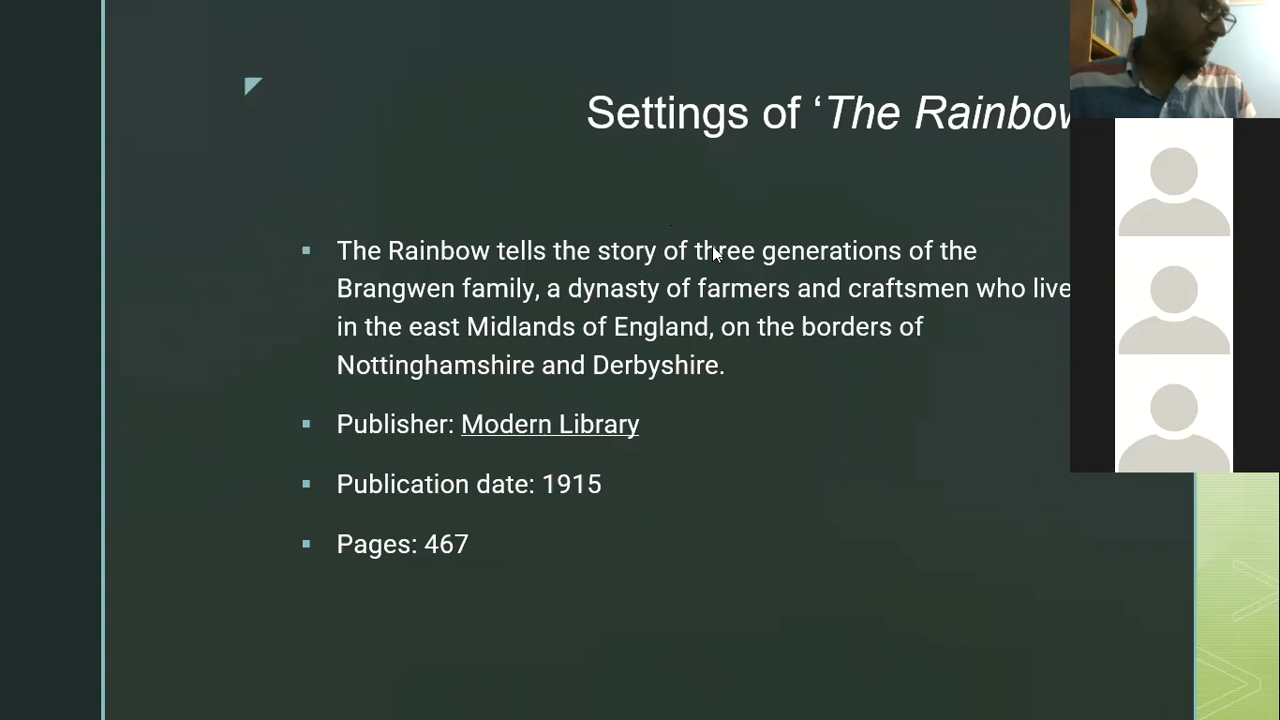 Settings of ‘The Rainbow
The Rainbow tells the story of three generations of the
Brangwen family, a dynasty of farmers and craftsmen who live
in the east Midlands of England, on the borders of
Nottinghamshire and Derbyshire.
Publisher: Modern Library
Publication date: 1915
Pages: 467